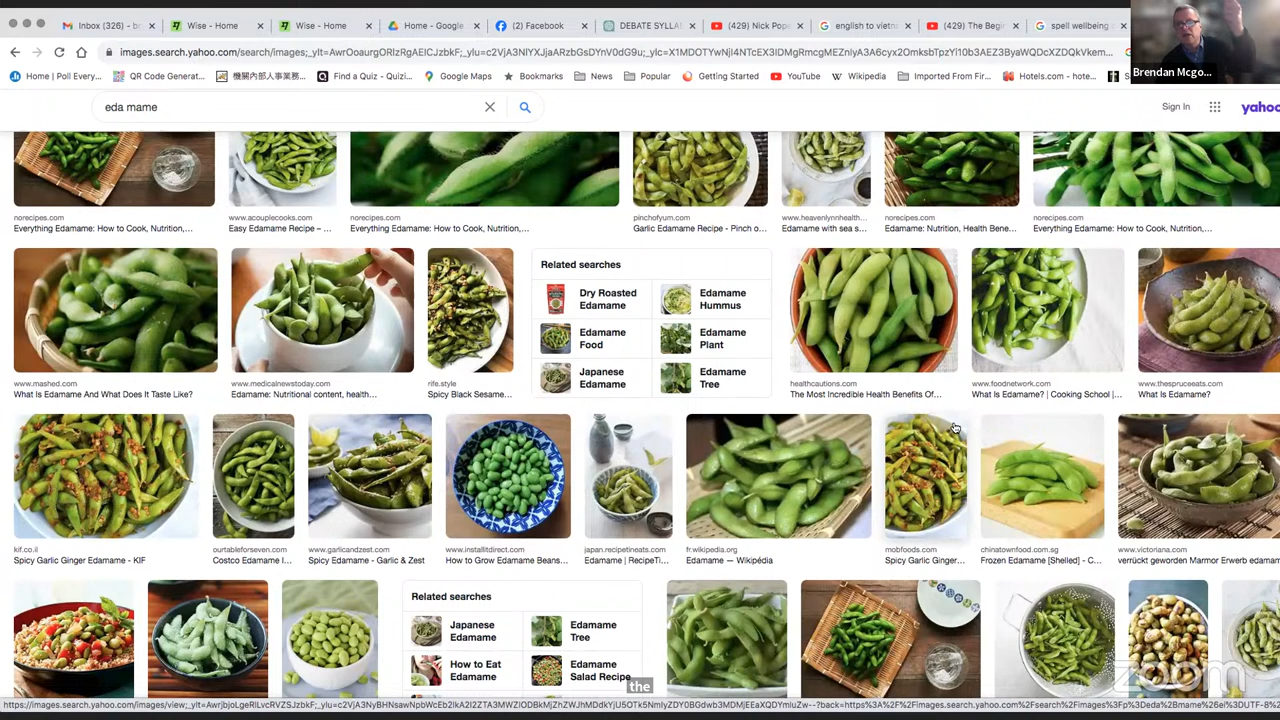 Inbox (326) - b
Wise - Home
Wise - Home
Home - Google
(2) Facebook
DEBATE SYLLA
(429) Nick Pop
english to vietn
(429) The Begi
spell wellbeing
images.search.yahoo.com/search/images;_ylt=
Home | Poll Every...
QR Code Generat...
機關內部人事業務...
Find a Quiz - Quizi...
Google Maps
Bookmarks
News
Popular
Getting Started
YouTube
Wikipedia
Imported From Fir...
Hotels.com - hote...
Brendan Mcgo...
eda mame
Sign In
yahoo
norecipes.com
Everything Edamame: How to Cook, Nutrition,...
www.acouplecooks.com
Easy Edamame Recipe – ...
norecipes.com
Everything Edamame: How to Cook, Nutrition,...
pinchofyum.com
Garlic Edamame Recipe - Pinch o...
www.heavenlynnhealth...
Edamame with sea s...
norecipes.com
Edamame: Nutrition, Health Bene...
norecipes.com
Everything Edamame: How to Cook, Nutrition,...
www.mashed.com
What Is Edamame And What Does It Taste Like?
www.medicalnewstoday.com
Edamame: Nutritional content, health...
rife.style
Spicy Black Sesame...
Related searches
Dry Roasted
Edamame
Edamame
Hummus
Edamame
Food
Edamame
Plant
Japanese
Edamame
Edamame
Tree
healthcautions.com
The Most Incredible Health Benefits Of...
www.foodnetwork.com
What Is Edamame? | Cooking School |...
www.thespruceeats.com
What Is Edamame?
kif.co.il
Spicy Garlic Ginger Edamame - KIF
ourtableforseven.com
Costco Edamame I...
www.garlicandzest.com
Spicy Edamame - Garlic & Zest
www.installitdirect.com
How to Grow Edamame Beans...
japan.recipetineats.com
Edamame | RecipeTi...
fr.wikipedia.org
Edamame — Wikipédia
mobfoods.com
Spicy Garlic Ginger...
chinatownfood.com.sg
Frozen Edamame [Shelled] - C...
www.victoriana.com
verrückt geworden Marmor Erwerb edamam
Related searches
Japanese
Edamame
Edamame
Tree
How to Eat
Edamame
Edamame
Salad Recipe
the
zoom